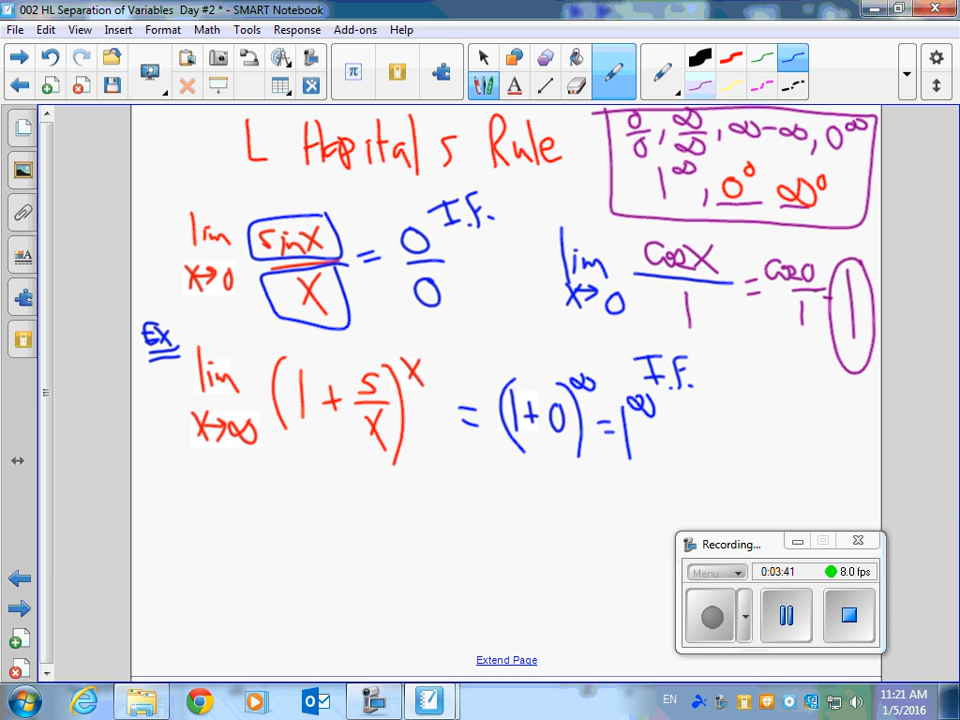 002 HL Separation of Variables Day #2 * - SMART Notebook
File Edit View Insert Format Math Tools Response Add-ons Help
L Hopital s Rule
0/0, ∞/∞, ∞-∞, 0^∞
1^∞, 0^0 ∞^0
lim x→0 sinx/x = 0/0 I.F.
lim x→0 cosx/1 = cos0/1 = 1
Ex
lim x→∞ (1 + 5/x)^x = (1+0)^∞ = 1^∞ I.F.
Recording...
Menu 0:03:41 8.0 fps
Extend Page
EN
11:21 AM
1/5/2016